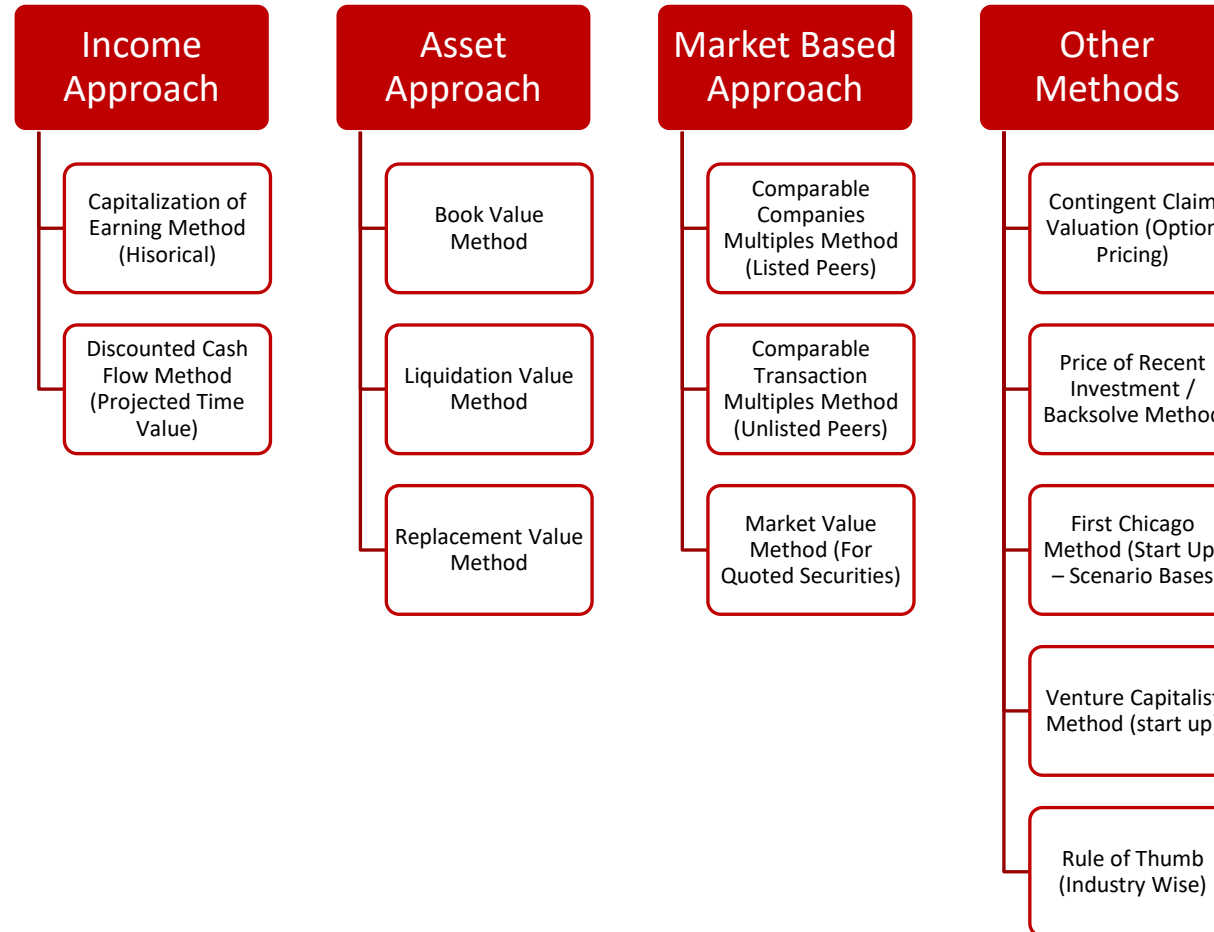 Income
Approach
Capitalization of
Earning Method
(Hisorical)
Discounted Cash
Flow Method
(Projected Time
Value)
Asset
Approach
Book Value
Method
Liquidation Value
Method
Replacement Value
Method
Market Based
Approach
Comparable
Companies
Multiples Method
(Listed Peers)
Comparable
Transaction
Multiples Method
(Unlisted Peers)
Market Value
Method (For
Quoted Securities)
Other
Methods
Contingent Claim
Valuation (Option
Pricing)
Price of Recent
Investment /
Backsolve Method
First Chicago
Method (Start Up
– Scenario Bases
Venture Capitalist
Method (start up)
Rule of Thumb
(Industry Wise)